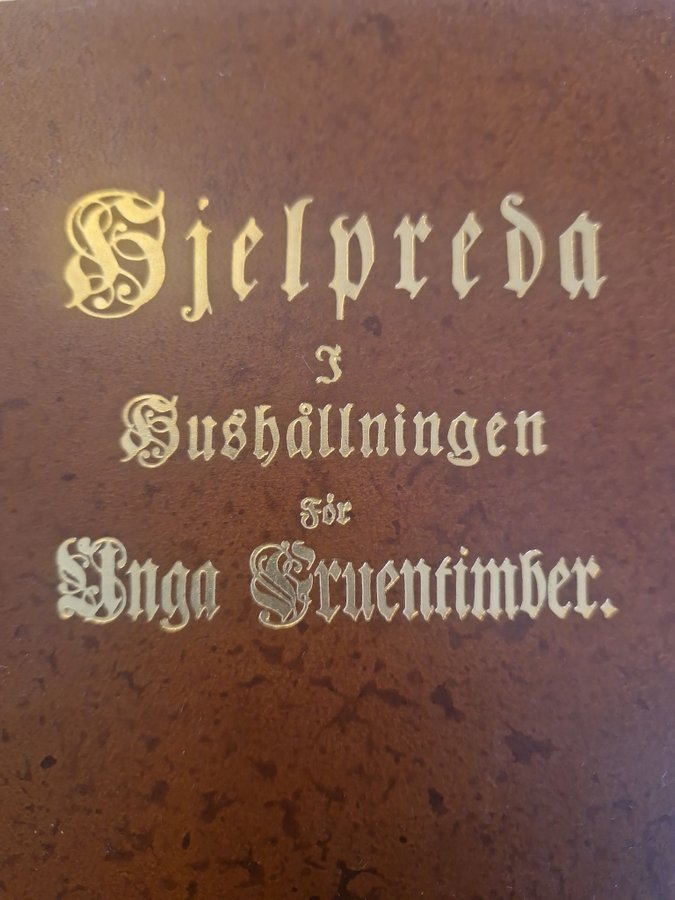 Hjelpreda
I
Hushållningen
För
Unga Fruentimber.